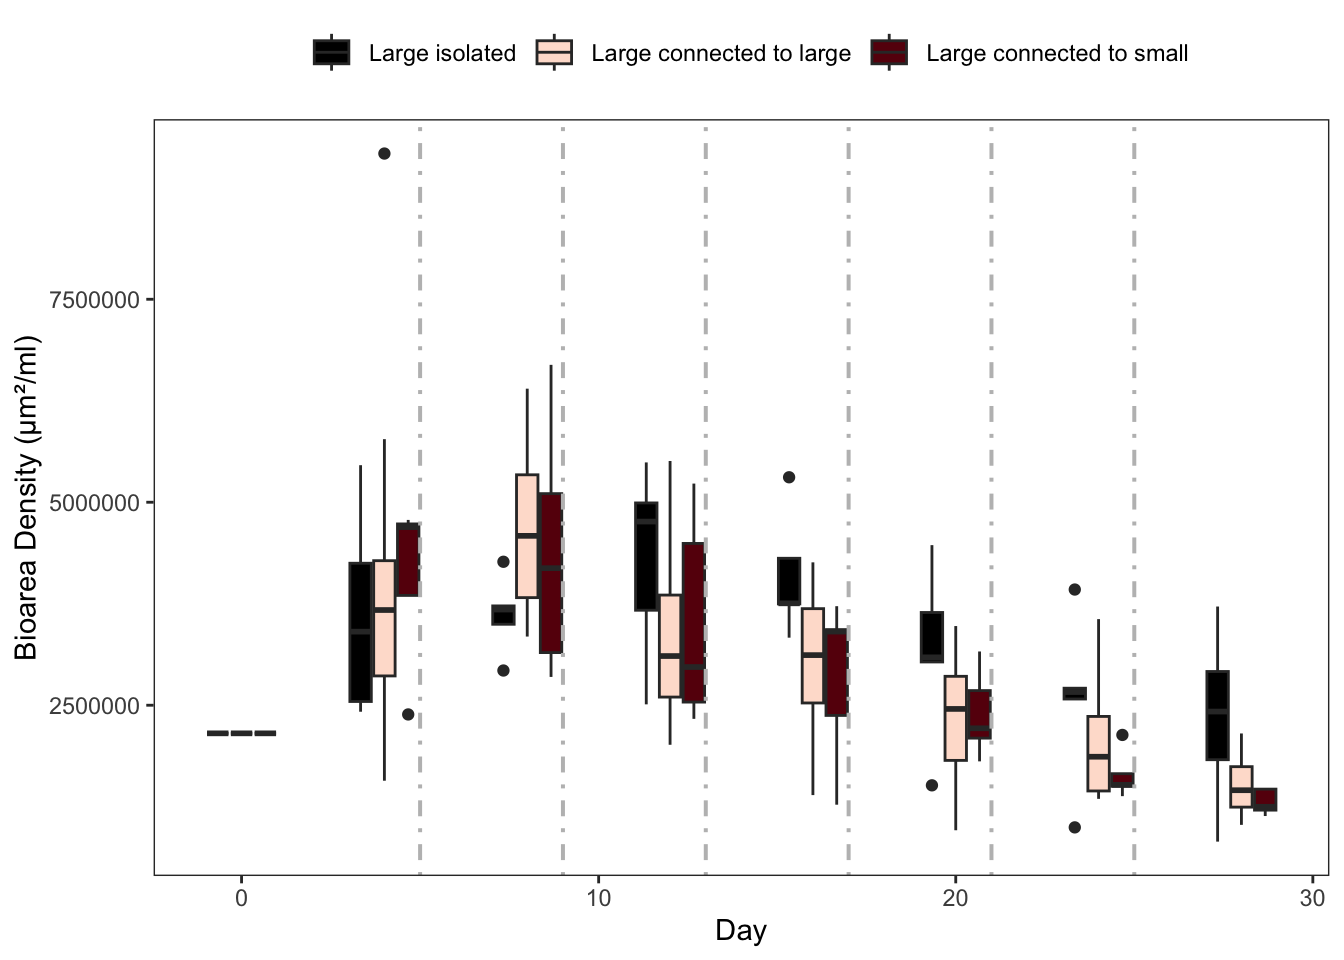 Large isolated Large connected to large Large connected to small
Bioarea Density (μm²/ml)
7500000
5000000
2500000
0 10 20 30
Day